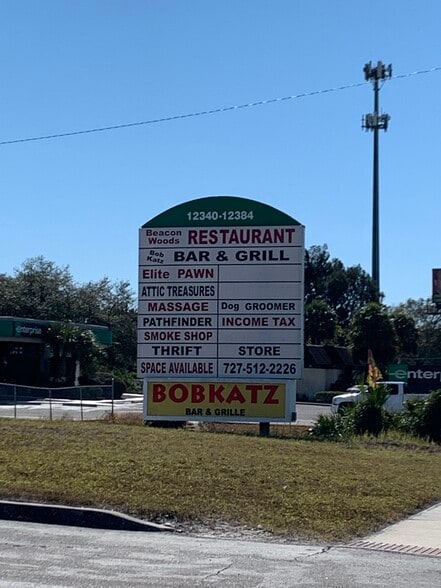 12340-12384
Beacon Woods RESTAURANT
Bob Katz BAR & GRILL
Elite PAWN
ATTIC TREASURES
MASSAGE Dog GROOMER
PATHFINDER INCOME TAX
SMOKE SHOP
THRIFT STORE
SPACE AVAILABLE 727-512-2226
BOBKATZ
BAR & GRILLE
enterprise
enter